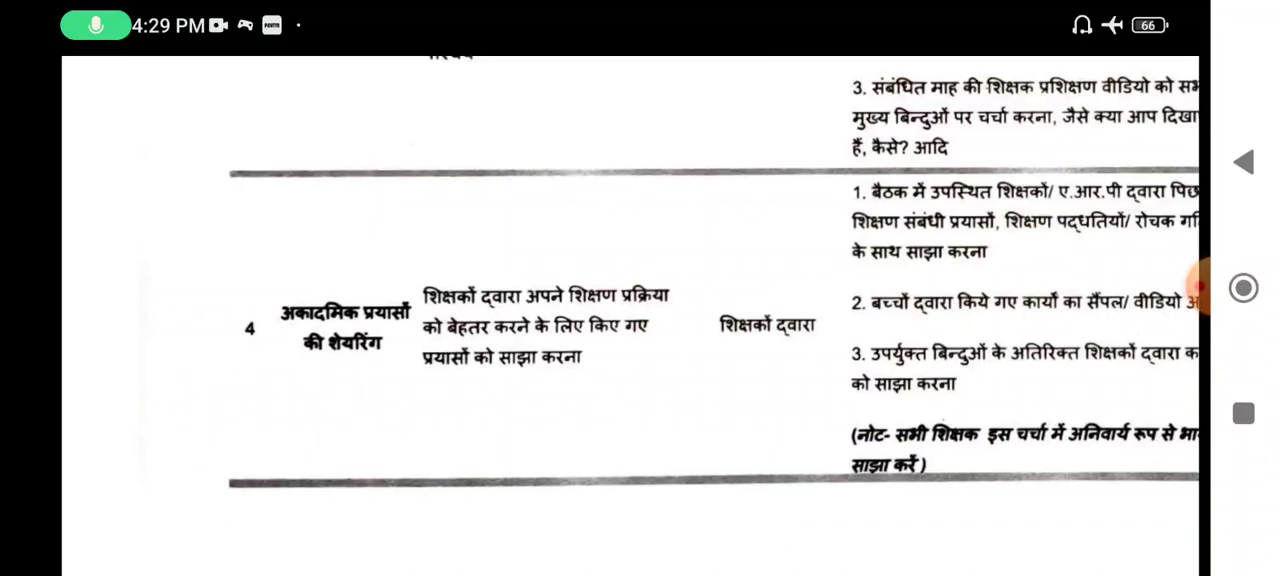 4:29 PM
66
3. संबंधित माह की शिक्षक प्रशिक्षण वीडियो को
मुख्य बिन्दुओं पर चर्चा करना, जैसे क्या आप
हैं, कैसे? आदि
1. बैठक में उपस्थित शिक्षकों/ ए.आर.पी द्वारा
शिक्षण संबंधी प्रयासों, शिक्षण पद्धतियों/ रोचक
के साथ साझा करना
2. बच्चों द्वारा किये गए कार्यों का सैंपल/ वीडियो
3. उपर्युक्त बिन्दुओं के अतिरिक्त शिक्षकों द्वारा
को साझा करना
(नोट- सभी शिक्षक इस चर्चा में अनिवार्य रूप से
साझा करें)
4
अकादमिक प्रयासों
की शेयरिंग
शिक्षकों द्वारा अपने शिक्षण प्रक्रिया
को बेहतर करने के लिए किए गए
प्रयासों को साझा करना
शिक्षकों द्वारा